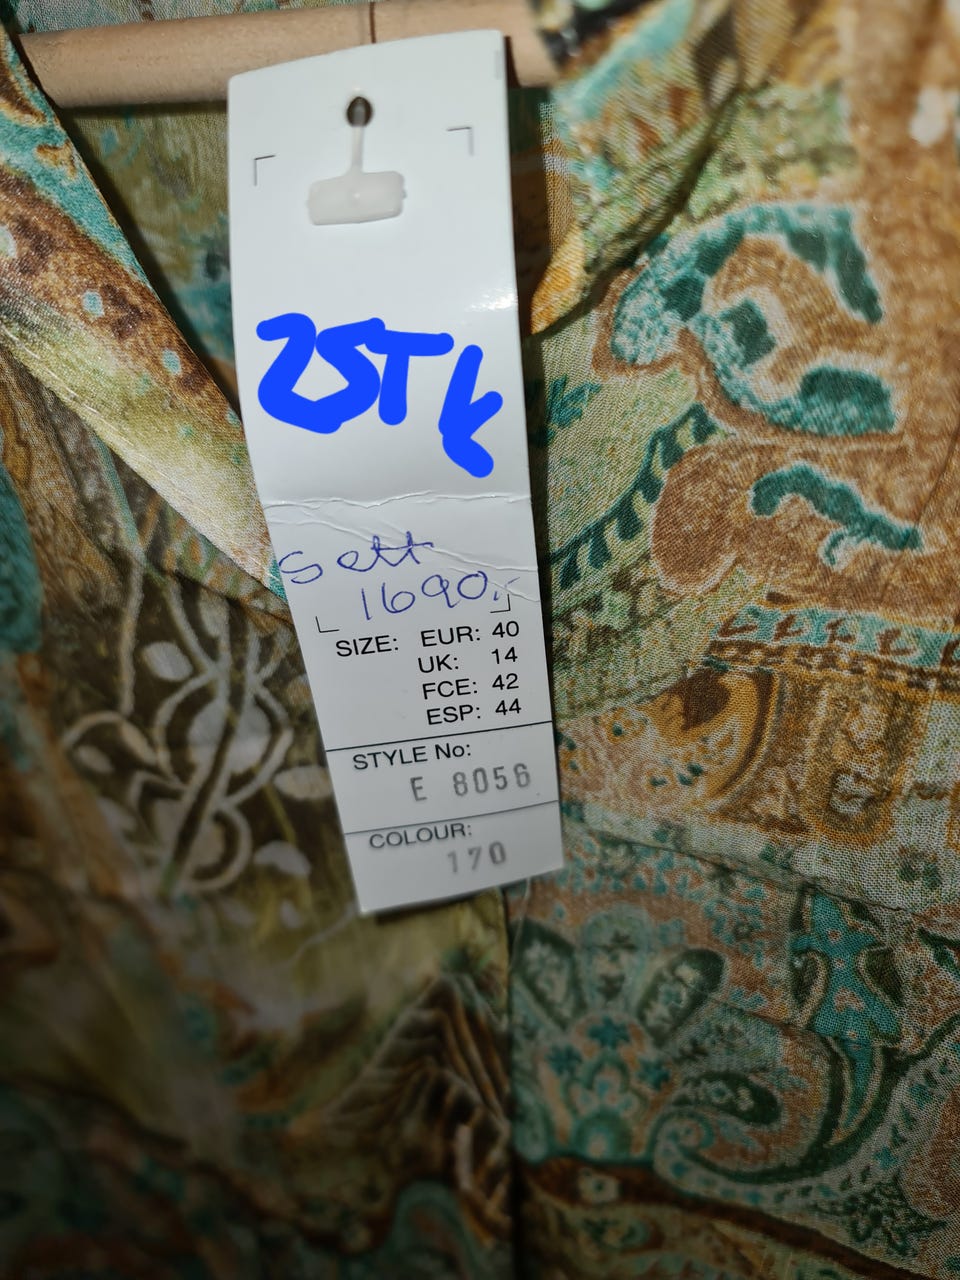 25Tk
Sett
1690,-
SIZE: EUR: 40
UK: 14
FCE: 42
ESP: 44
STYLE No:
E 8056
COLOUR:
170